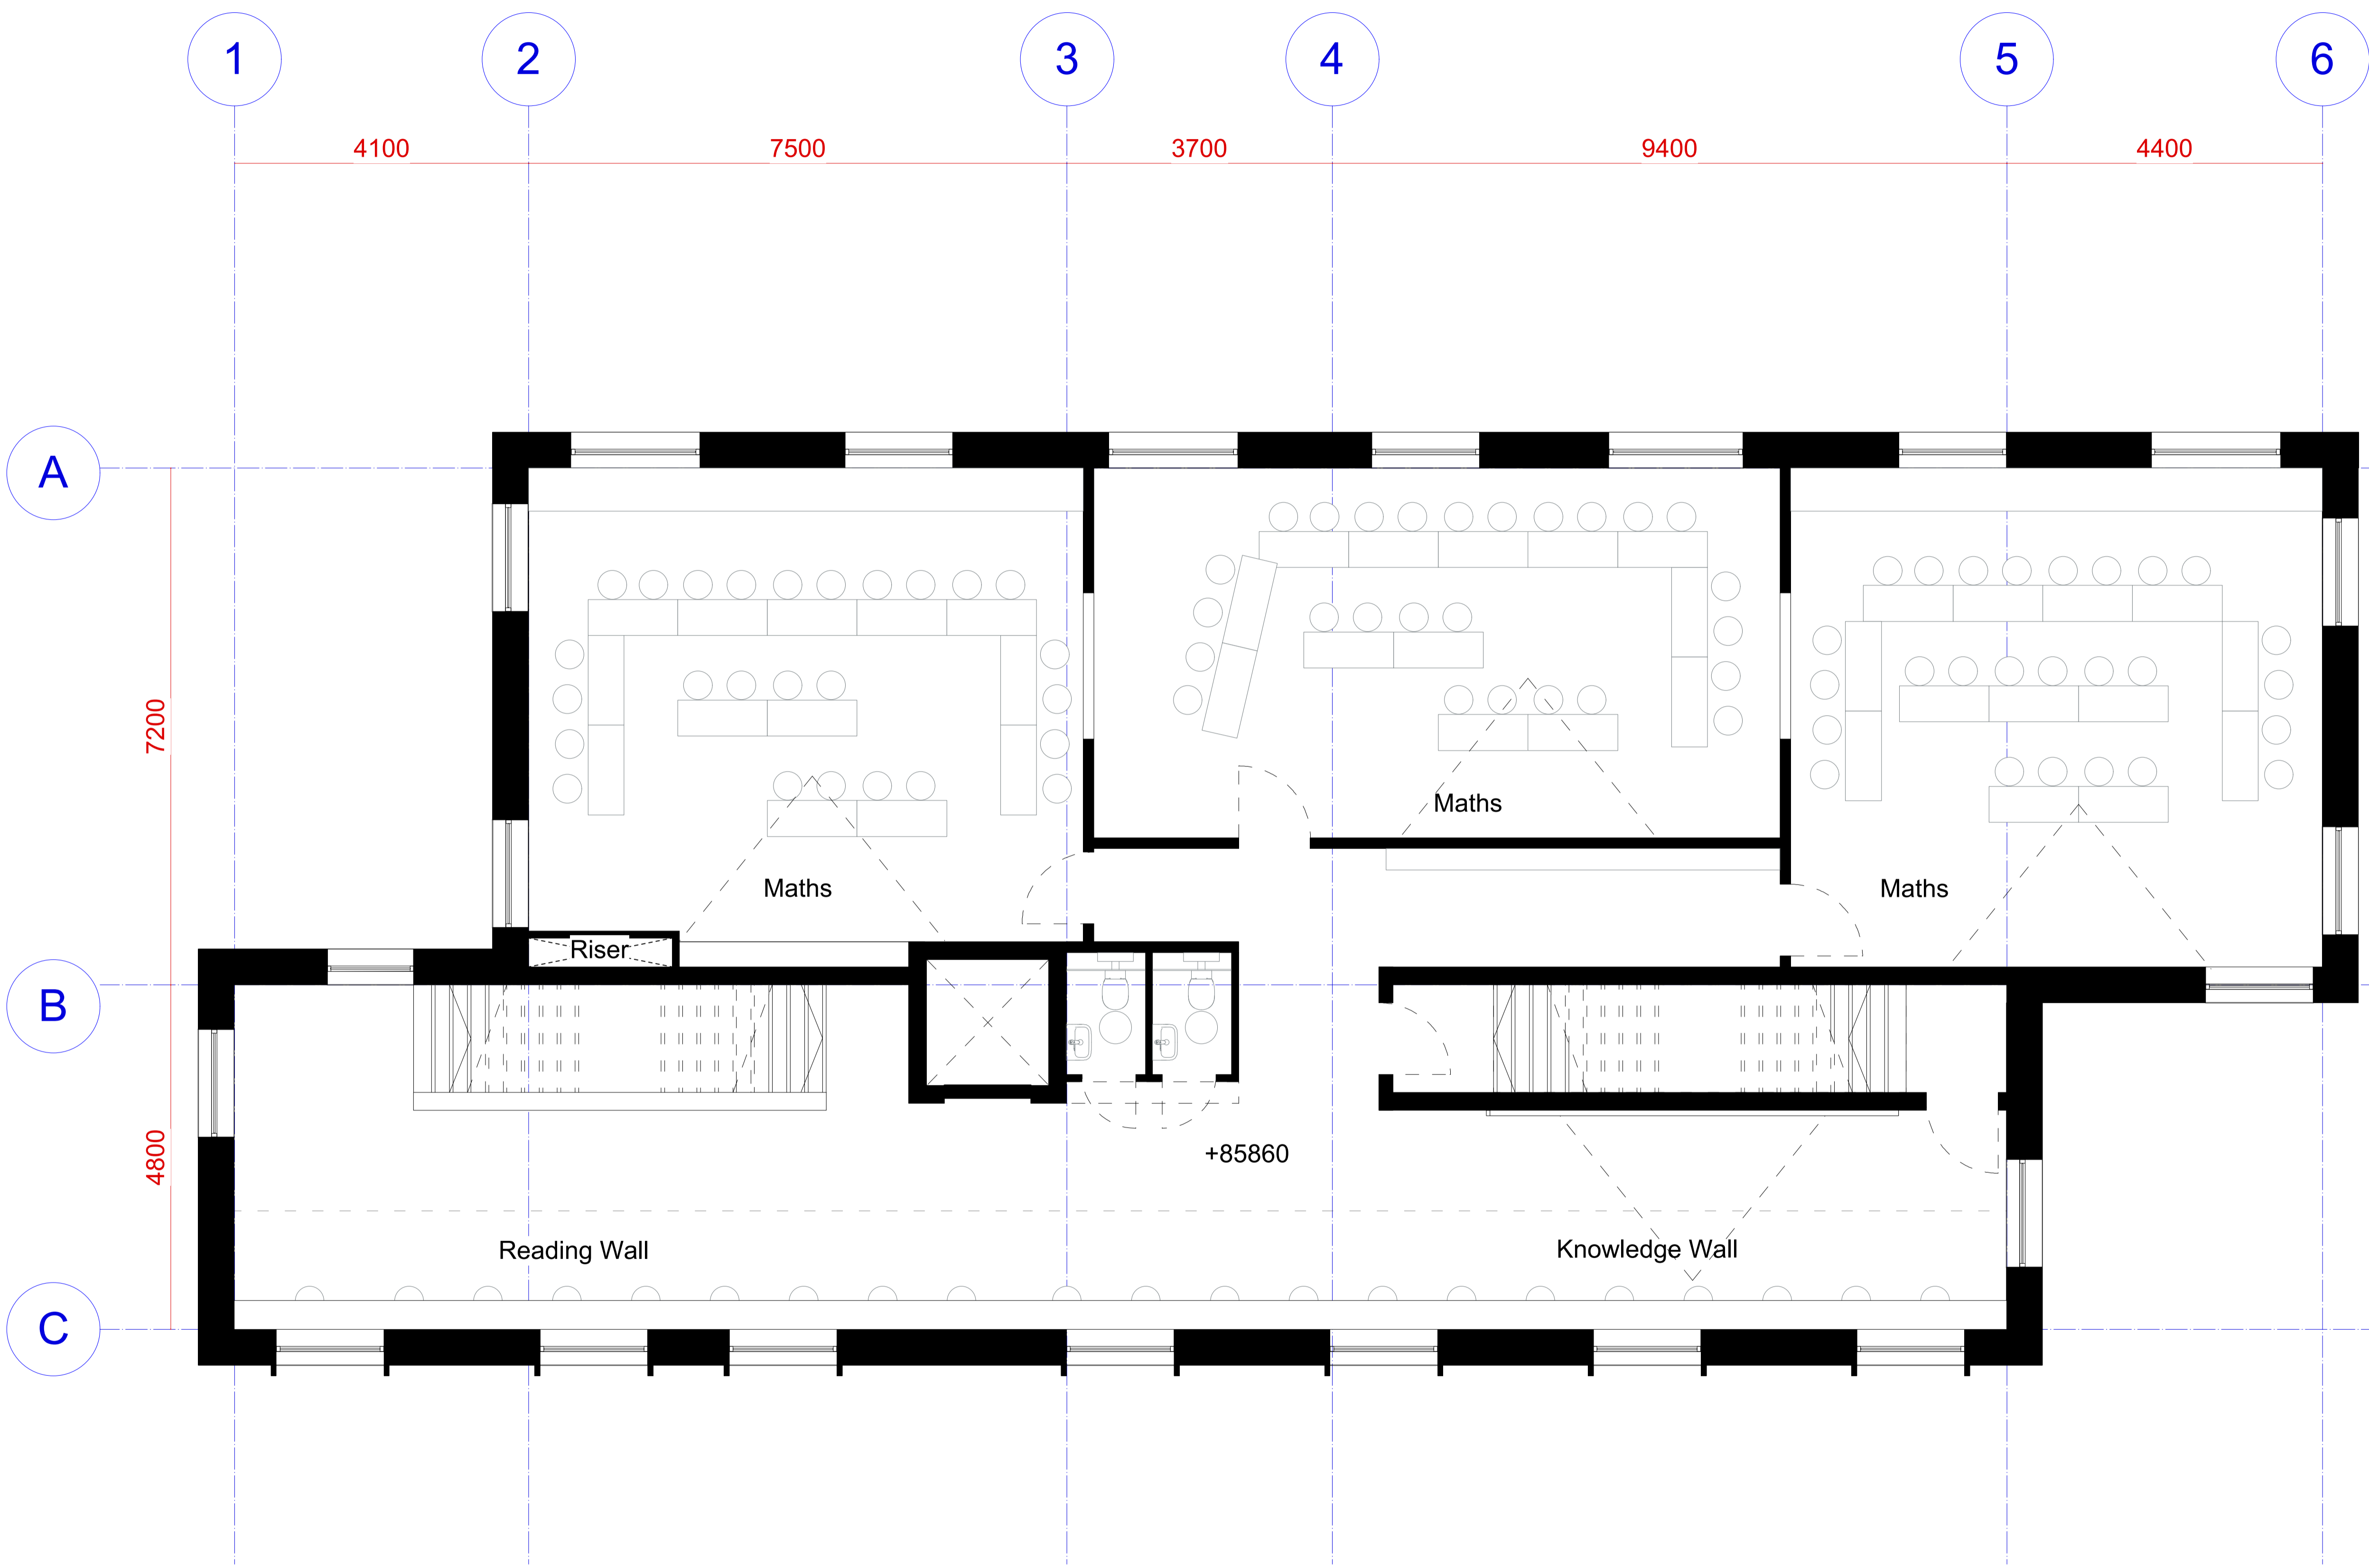 1
2
3
4
5
6
4100
7500
3700
9400
4400
A
7200
Maths
Maths
Maths
Riser
B
4800
+85860
Reading Wall
Knowledge Wall
C